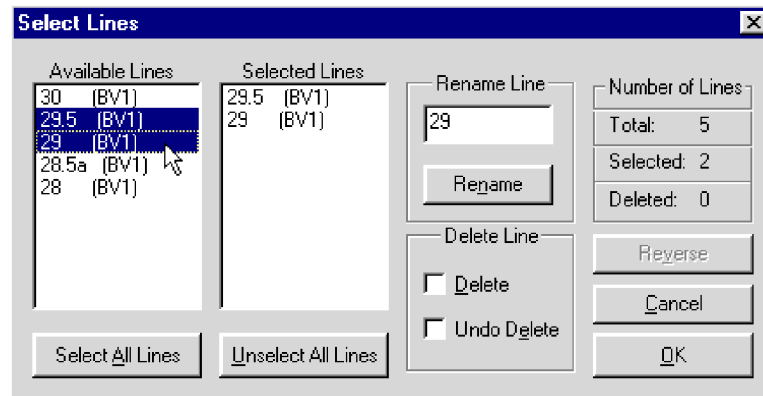 Select Lines
Available Lines
30 (BV1)
29.5 (BV1)
29 (BV1)
28.5a (BV1)
28 (BV1)
Select All Lines
Selected Lines
29.5 (BV1)
29 (BV1)
Unselect All Lines
Rename Line
29
Rename
Delete Line
Delete
Undo Delete
Number of Lines
Total: 5
Selected: 2
Deleted: 0
Reverse
Cancel
OK